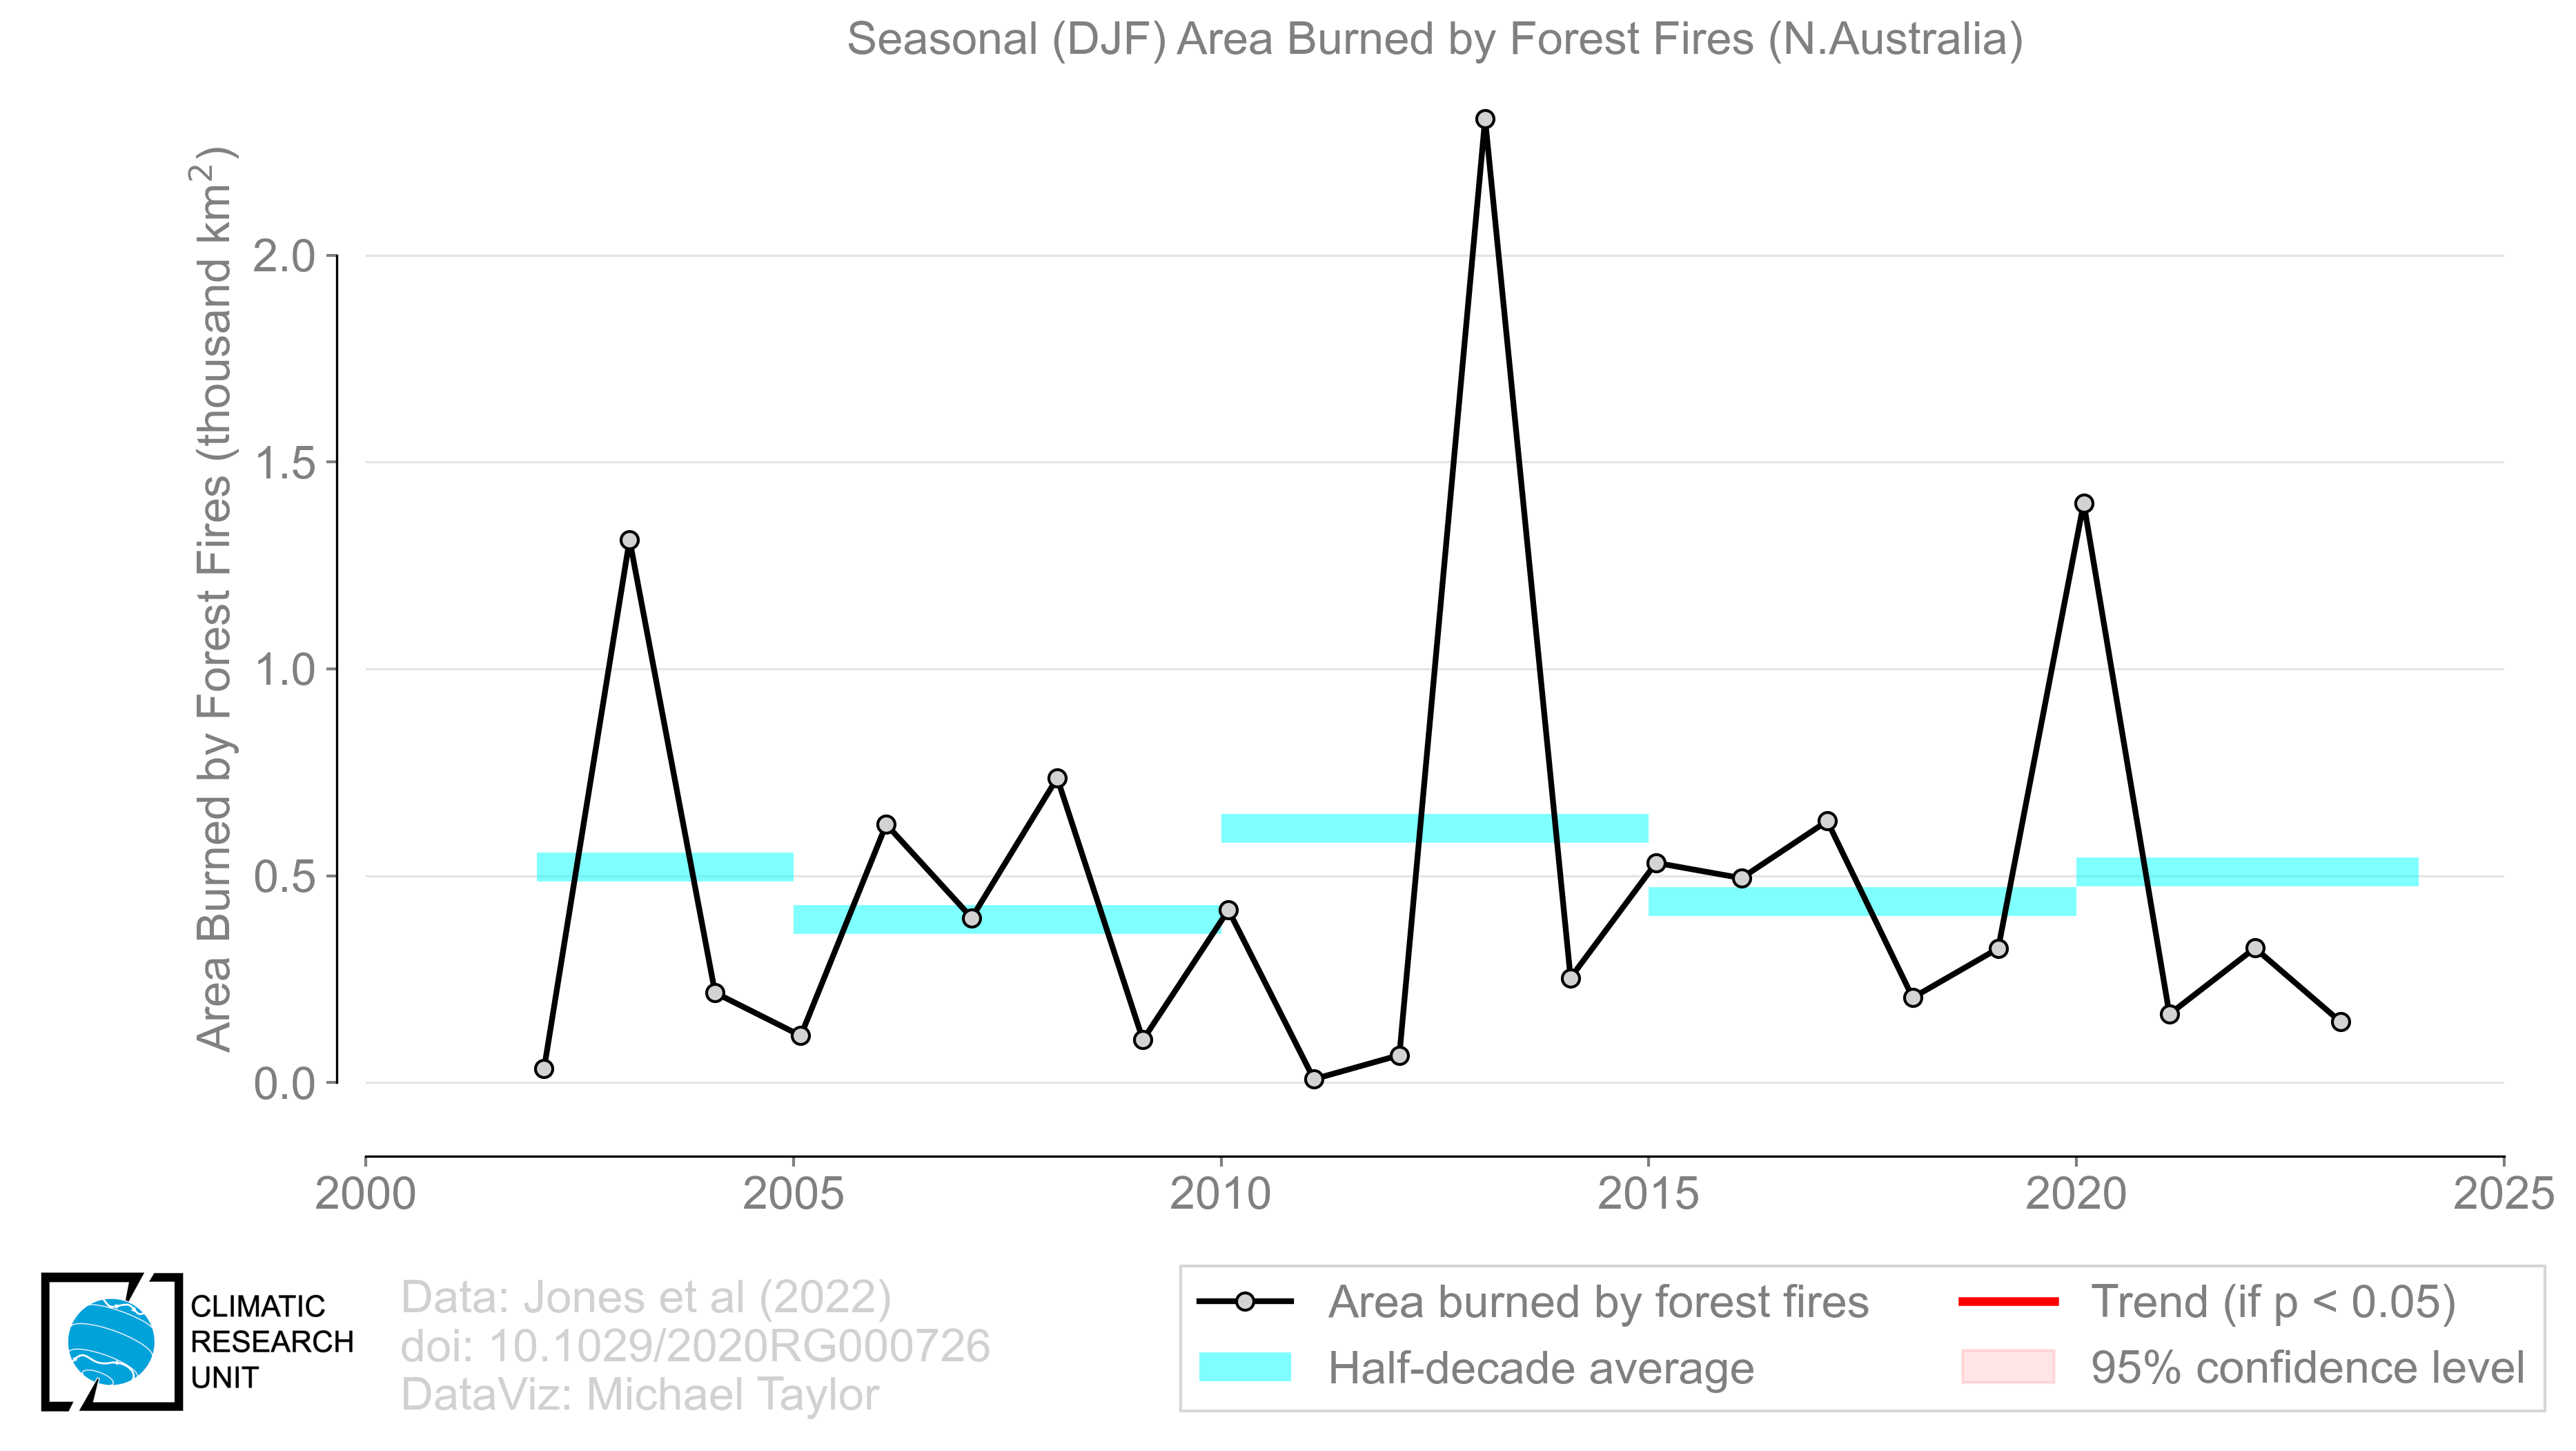 Seasonal (DJF) Area Burned by Forest Fires (N.Australia)
Area Burned by Forest Fires (thousand km²)
2.0
1.5
1.0
0.5
0.0
2000 2005 2010 2015 2020 2025
CLIMATIC
RESEARCH
UNIT
Data: Jones et al (2022)
doi: 10.1029/2020RG000726
DataViz: Michael Taylor
Area burned by forest fires
Half-decade average
Trend (if p < 0.05)
95% confidence level